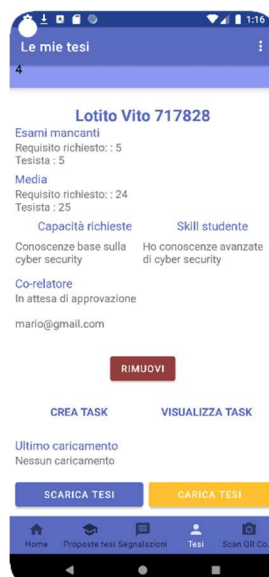 1:16
Le mie tesi
4
Lotito Vito 717828
Esami mancanti
Requisito richiesto: : 5
Tesista : 5
Media
Requisito richiesto: : 24
Tesista : 25
Capacità richieste
Skill studente
Conoscenze base sulla
cyber security
Ho conoscenze avanzate
di cyber security
Co-relatore
In attesa di approvazione
mario@gmail.com
RIMUOVI
CREA TASK
VISUALIZZA TASK
Ultimo caricamento
Nessun caricamento
SCARICA TESI
CARICA TESI
Home
Proposte tesi
Segnalazioni
Tesi
Scan QR Co...